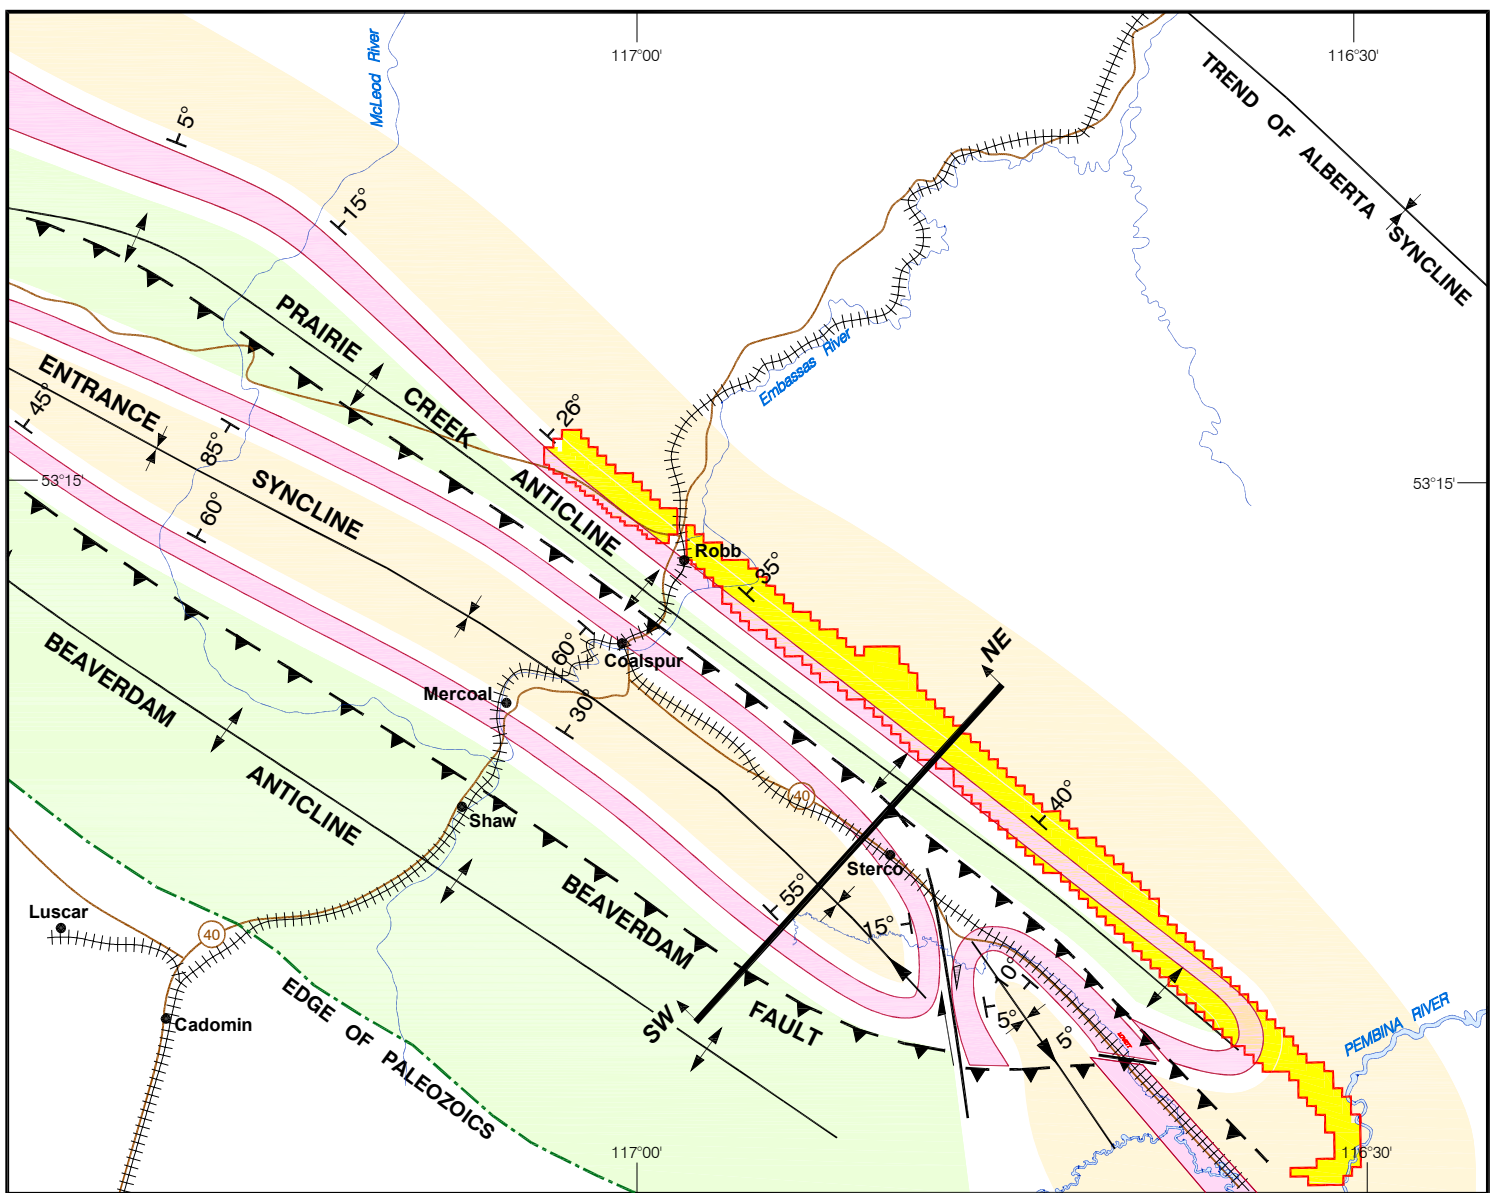 117°00'
116°30'
McLeod River
TREND OF ALBERTA SYNCLINE
5°
15°
PRAIRIE CREEK ANTICLINE
Embassas River
ENTRANCE SYNCLINE
45°
85°
26°
53°15'
53°15'
60°
Robb
35°
60°
Coalspur
NE
Mercoal
BEAVERDAM ANTICLINE
30°
40
40°
Shaw
Sterco
55°
BEAVERDAM FAULT
15°
Luscar
40
10°
5°
5°
EDGE OF PALEOZOICS
SW
Cadomin
PEMBINA RIVER
117°00'
116°30'